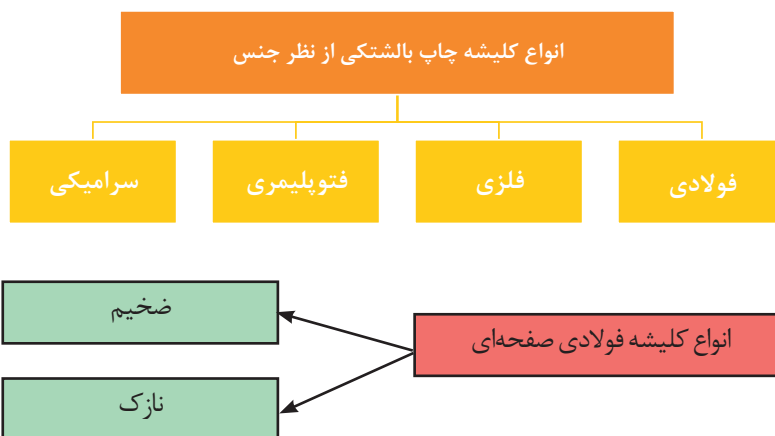 انواع کلیشه چاپ بالشتکی از نظر جنس
فولادی
فلزی
فتوپلیمری
سرامیکی
انواع کلیشه فولادی صفحه‌ای
ضخیم
نازک